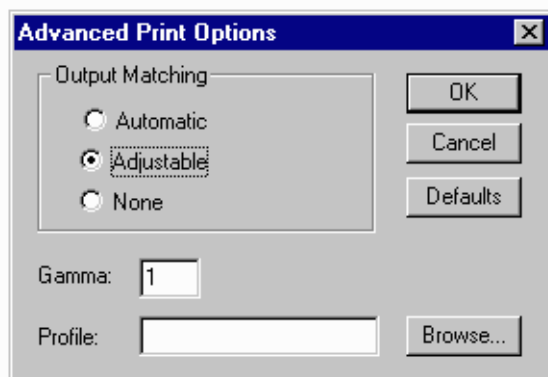 Advanced Print Options
Output Matching
Automatic
Adjustable
None
OK
Cancel
Defaults
Gamma: 1
Profile:
Browse...